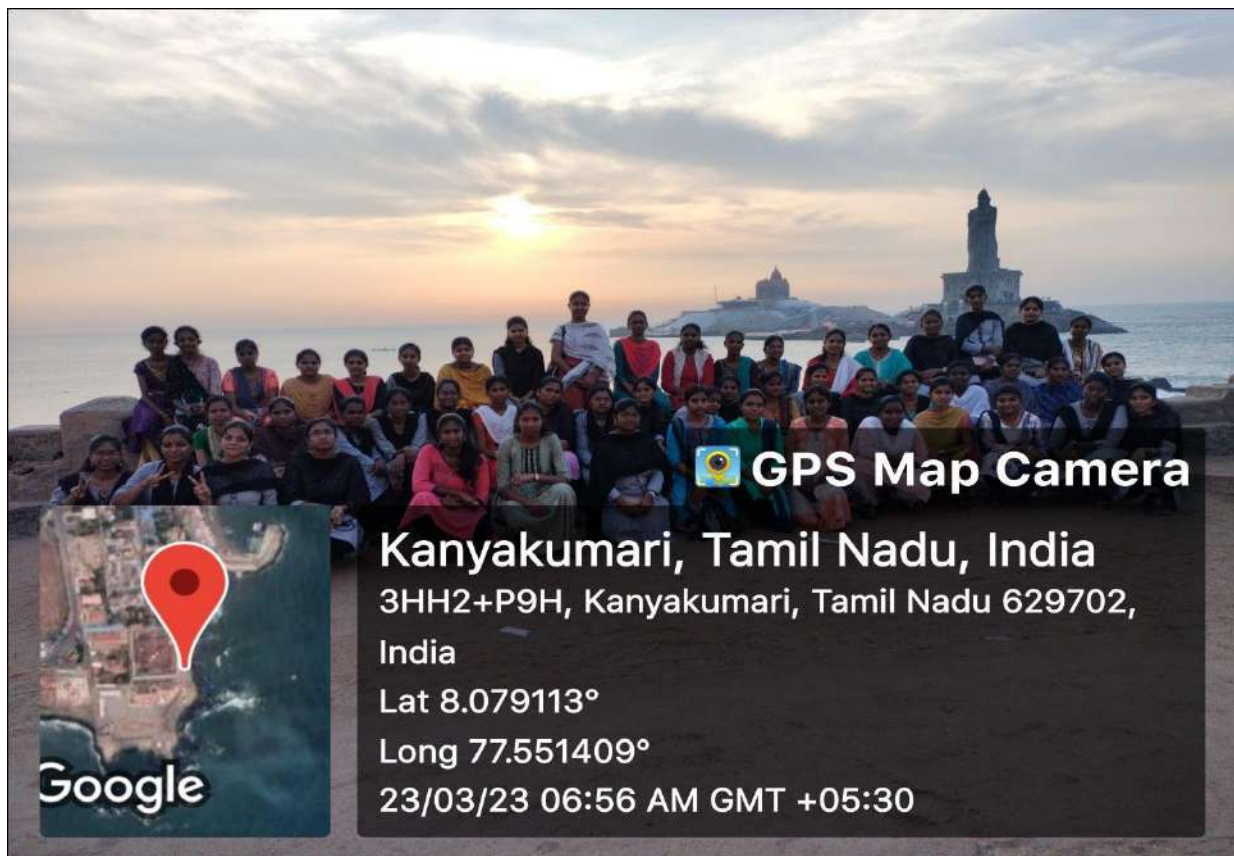 GPS Map Camera
Kanyakumari, Tamil Nadu, India
3HH2+P9H, Kanyakumari, Tamil Nadu 629702,
India
Lat 8.079113°
Long 77.551409°
23/03/23 06:56 AM GMT +05:30
Google